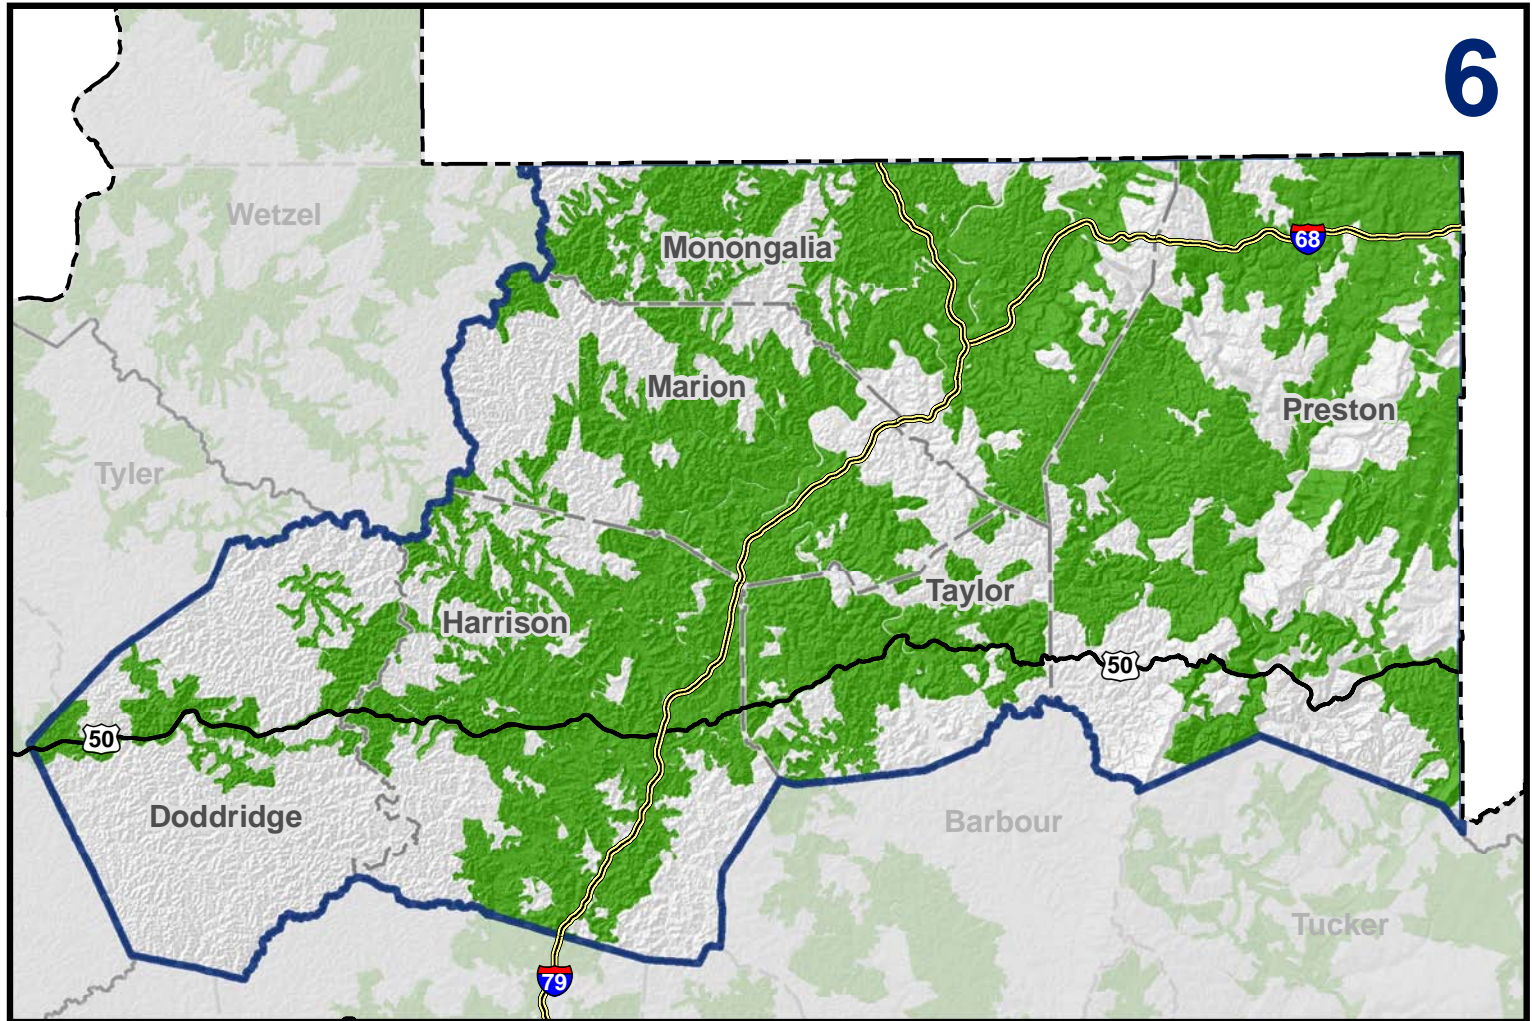 6
Wetzel
Monongalia
68
Marion
Preston
Tyler
Taylor
Harrison
50
50
Doddridge
Barbour
Tucker
79